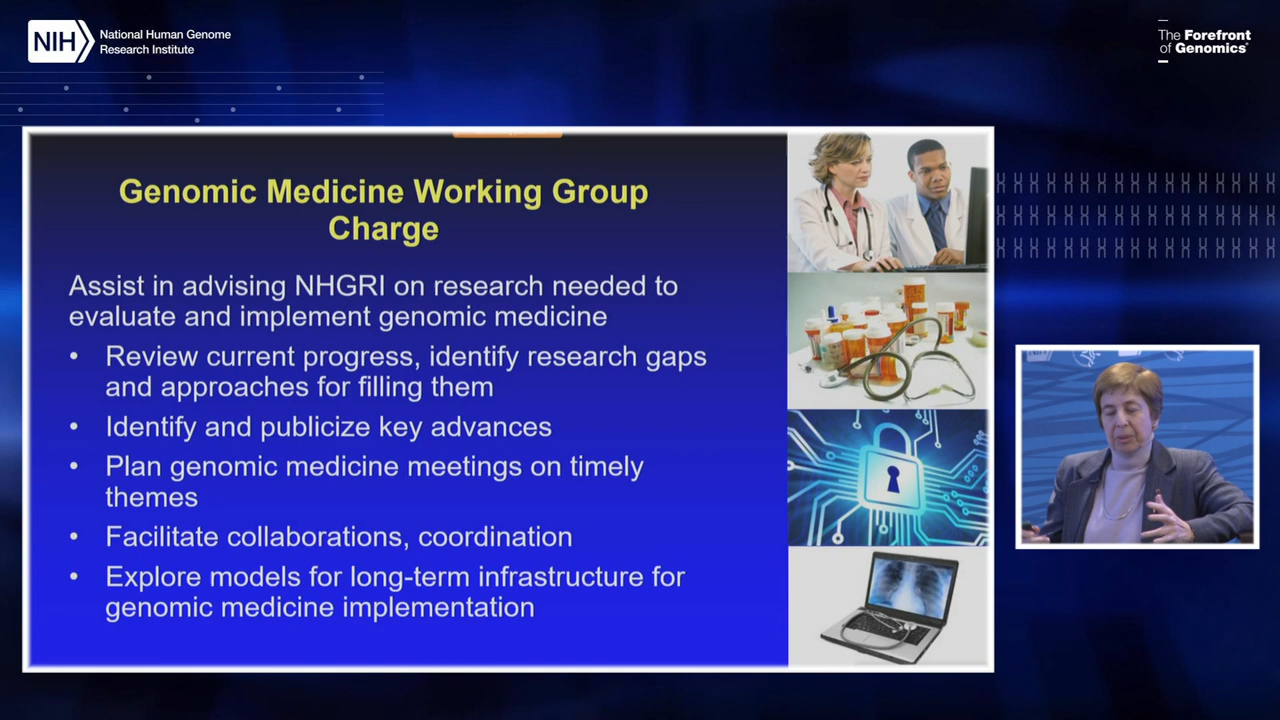 NIH
National Human Genome
Research Institute
The Forefront
of Genomics®
Genomic Medicine Working Group
Charge
Assist in advising NHGRI on research needed to
evaluate and implement genomic medicine
• Review current progress, identify research gaps
and approaches for filling them
• Identify and publicize key advances
• Plan genomic medicine meetings on timely
themes
• Facilitate collaborations, coordination
• Explore models for long-term infrastructure for
genomic medicine implementation